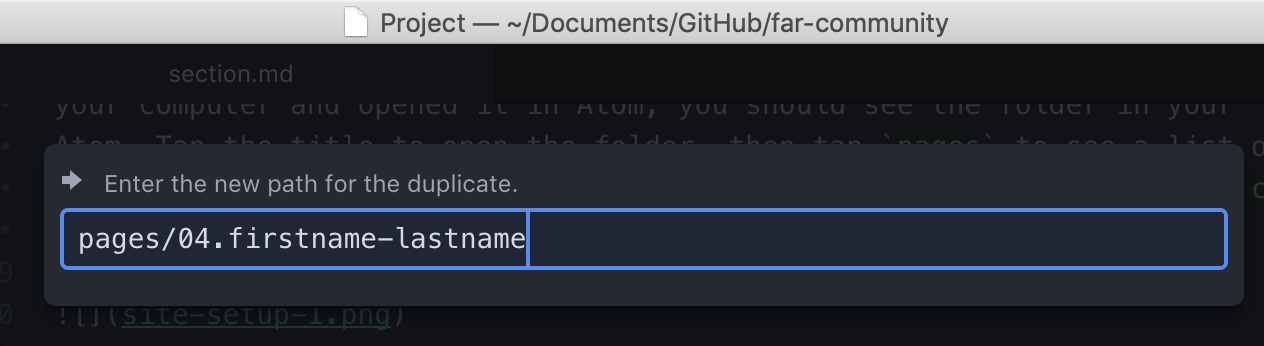 Project — ~/Documents/GitHub/far-community
section.md
your computer and opened it in Atom, you should see the folder in your
Atom. Tap the title to open the folder, then tap `pages` to see a list o
Enter the new path for the duplicate.
pages/04.firstname-lastname
9
0 ![](site-setup-1.png)